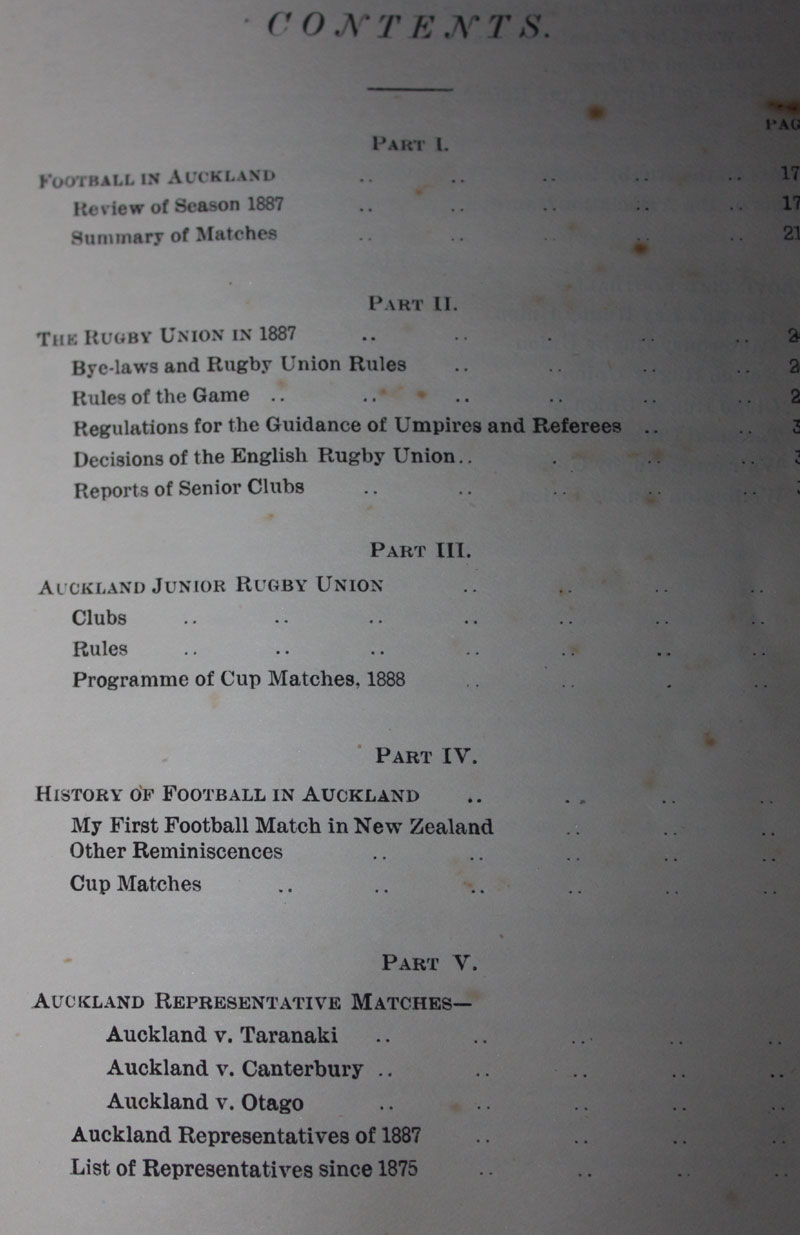 CONTENTS.
PAG
PART I.
FOOTBALL IN AUCKLAND .. .. .. .. .. 17
Review of Season 1887 .. .. .. .. .. 17
Summary of Matches .. .. .. .. .. 21
PART II.
THE RUGBY UNION IN 1887 .. .. . .. .. 2
Bye-laws and Rugby Union Rules .. .. .. .. 2
Rules of the Game .. .. .. .. .. .. 2
Regulations for the Guidance of Umpires and Referees .. .. 3
Decisions of the English Rugby Union.. . .. ..
Reports of Senior Clubs .. .. .. .. ..
PART III.
AUCKLAND JUNIOR RUGBY UNION .. .. .. ..
Clubs .. .. .. .. .. .. ..
Rules .. .. .. .. .. .. ..
Programme of Cup Matches, 1888 .. .. . ..
PART IV.
HISTORY OF FOOTBALL IN AUCKLAND .. .. .. ..
My First Football Match in New Zealand .. .. ..
Other Reminiscences .. .. .. .. ..
Cup Matches .. .. .. .. .. ..
PART V.
AUCKLAND REPRESENTATIVE MATCHES—
Auckland v. Taranaki .. .. .. .. ..
Auckland v. Canterbury .. .. .. .. ..
Auckland v. Otago .. .. .. .. ..
Auckland Representatives of 1887 .. .. .. ..
List of Representatives since 1875 .. .. .. ..